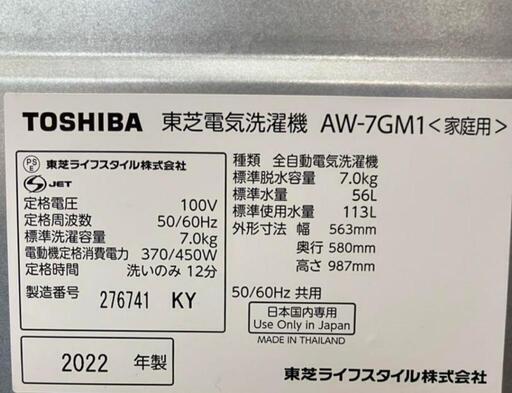 TOSHIBA 東芝電気洗濯機 AW-7GM1<家庭用>
PS E 東芝ライフスタイル株式会社
S JET
定格電圧 100V
定格周波数 50/60Hz
標準洗濯容量 7.0kg
電動機定格消費電力 370/450W
定格時間 洗いのみ 12分
製造番号 276741 KY
2022 年製
種類 全自動電気洗濯機
標準脱水容量 7.0kg
標準水量 56L
標準使用水量 113L
外形寸法 幅 563mm
奥行 580mm
高さ 987mm
50/60Hz 共用
日本国内専用
Use Only in Japan
MADE IN THAILAND
東芝ライフスタイル株式会社